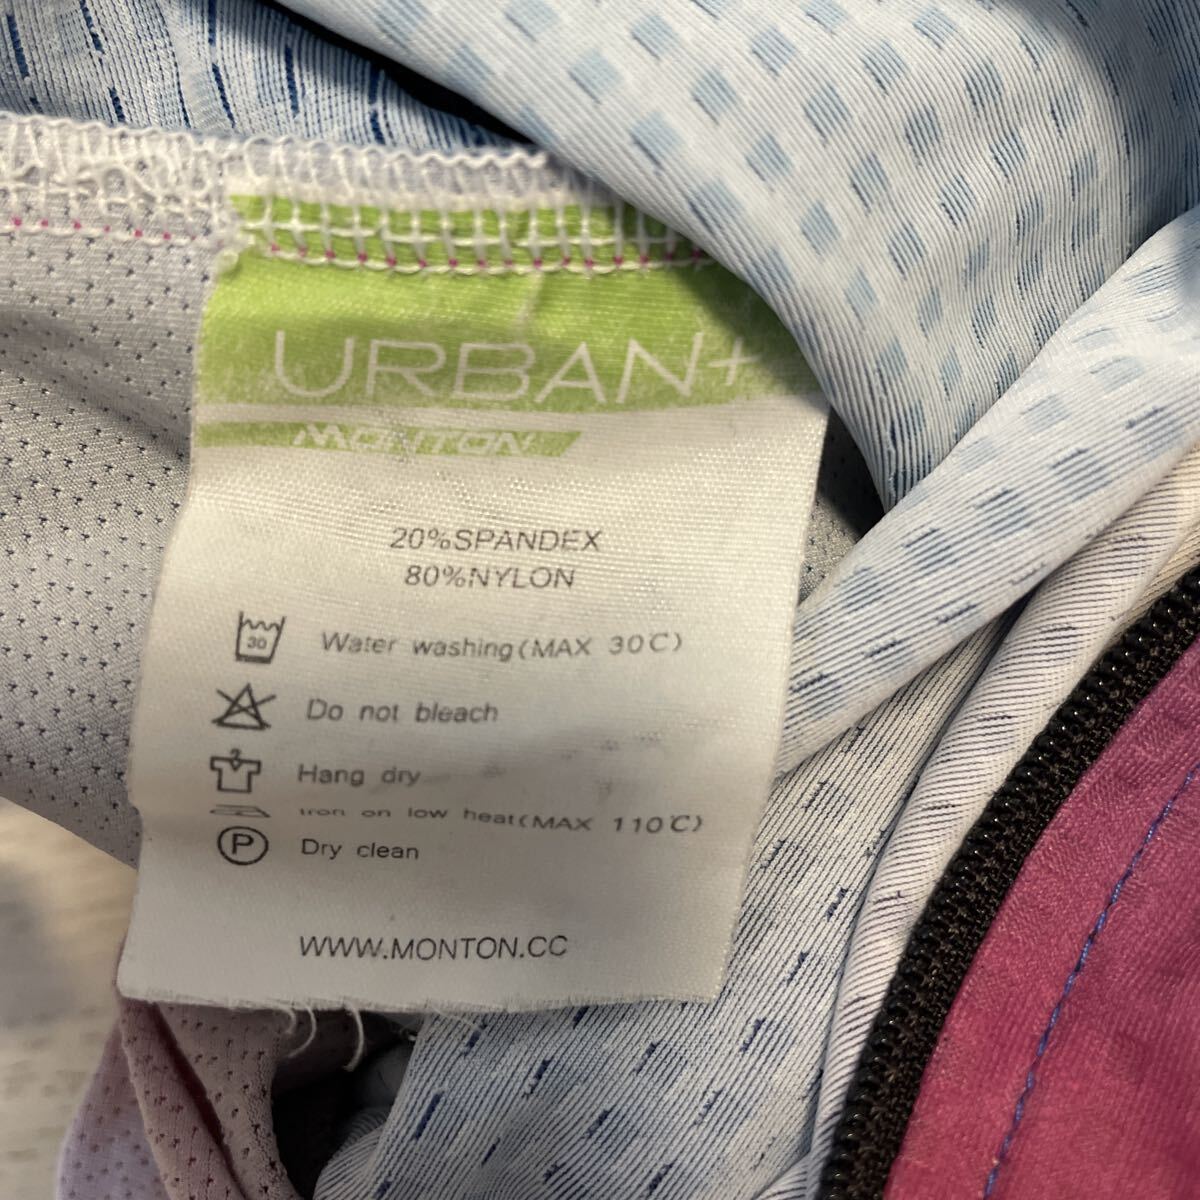 URBAN+
MONTON
20%SPANDEX
80%NYLON
30 Water washing(MAX 30℃)
Do not bleach
Hang dry
Iron on low heat(MAX 110℃)
P Dry clean
WWW.MONTON.CC